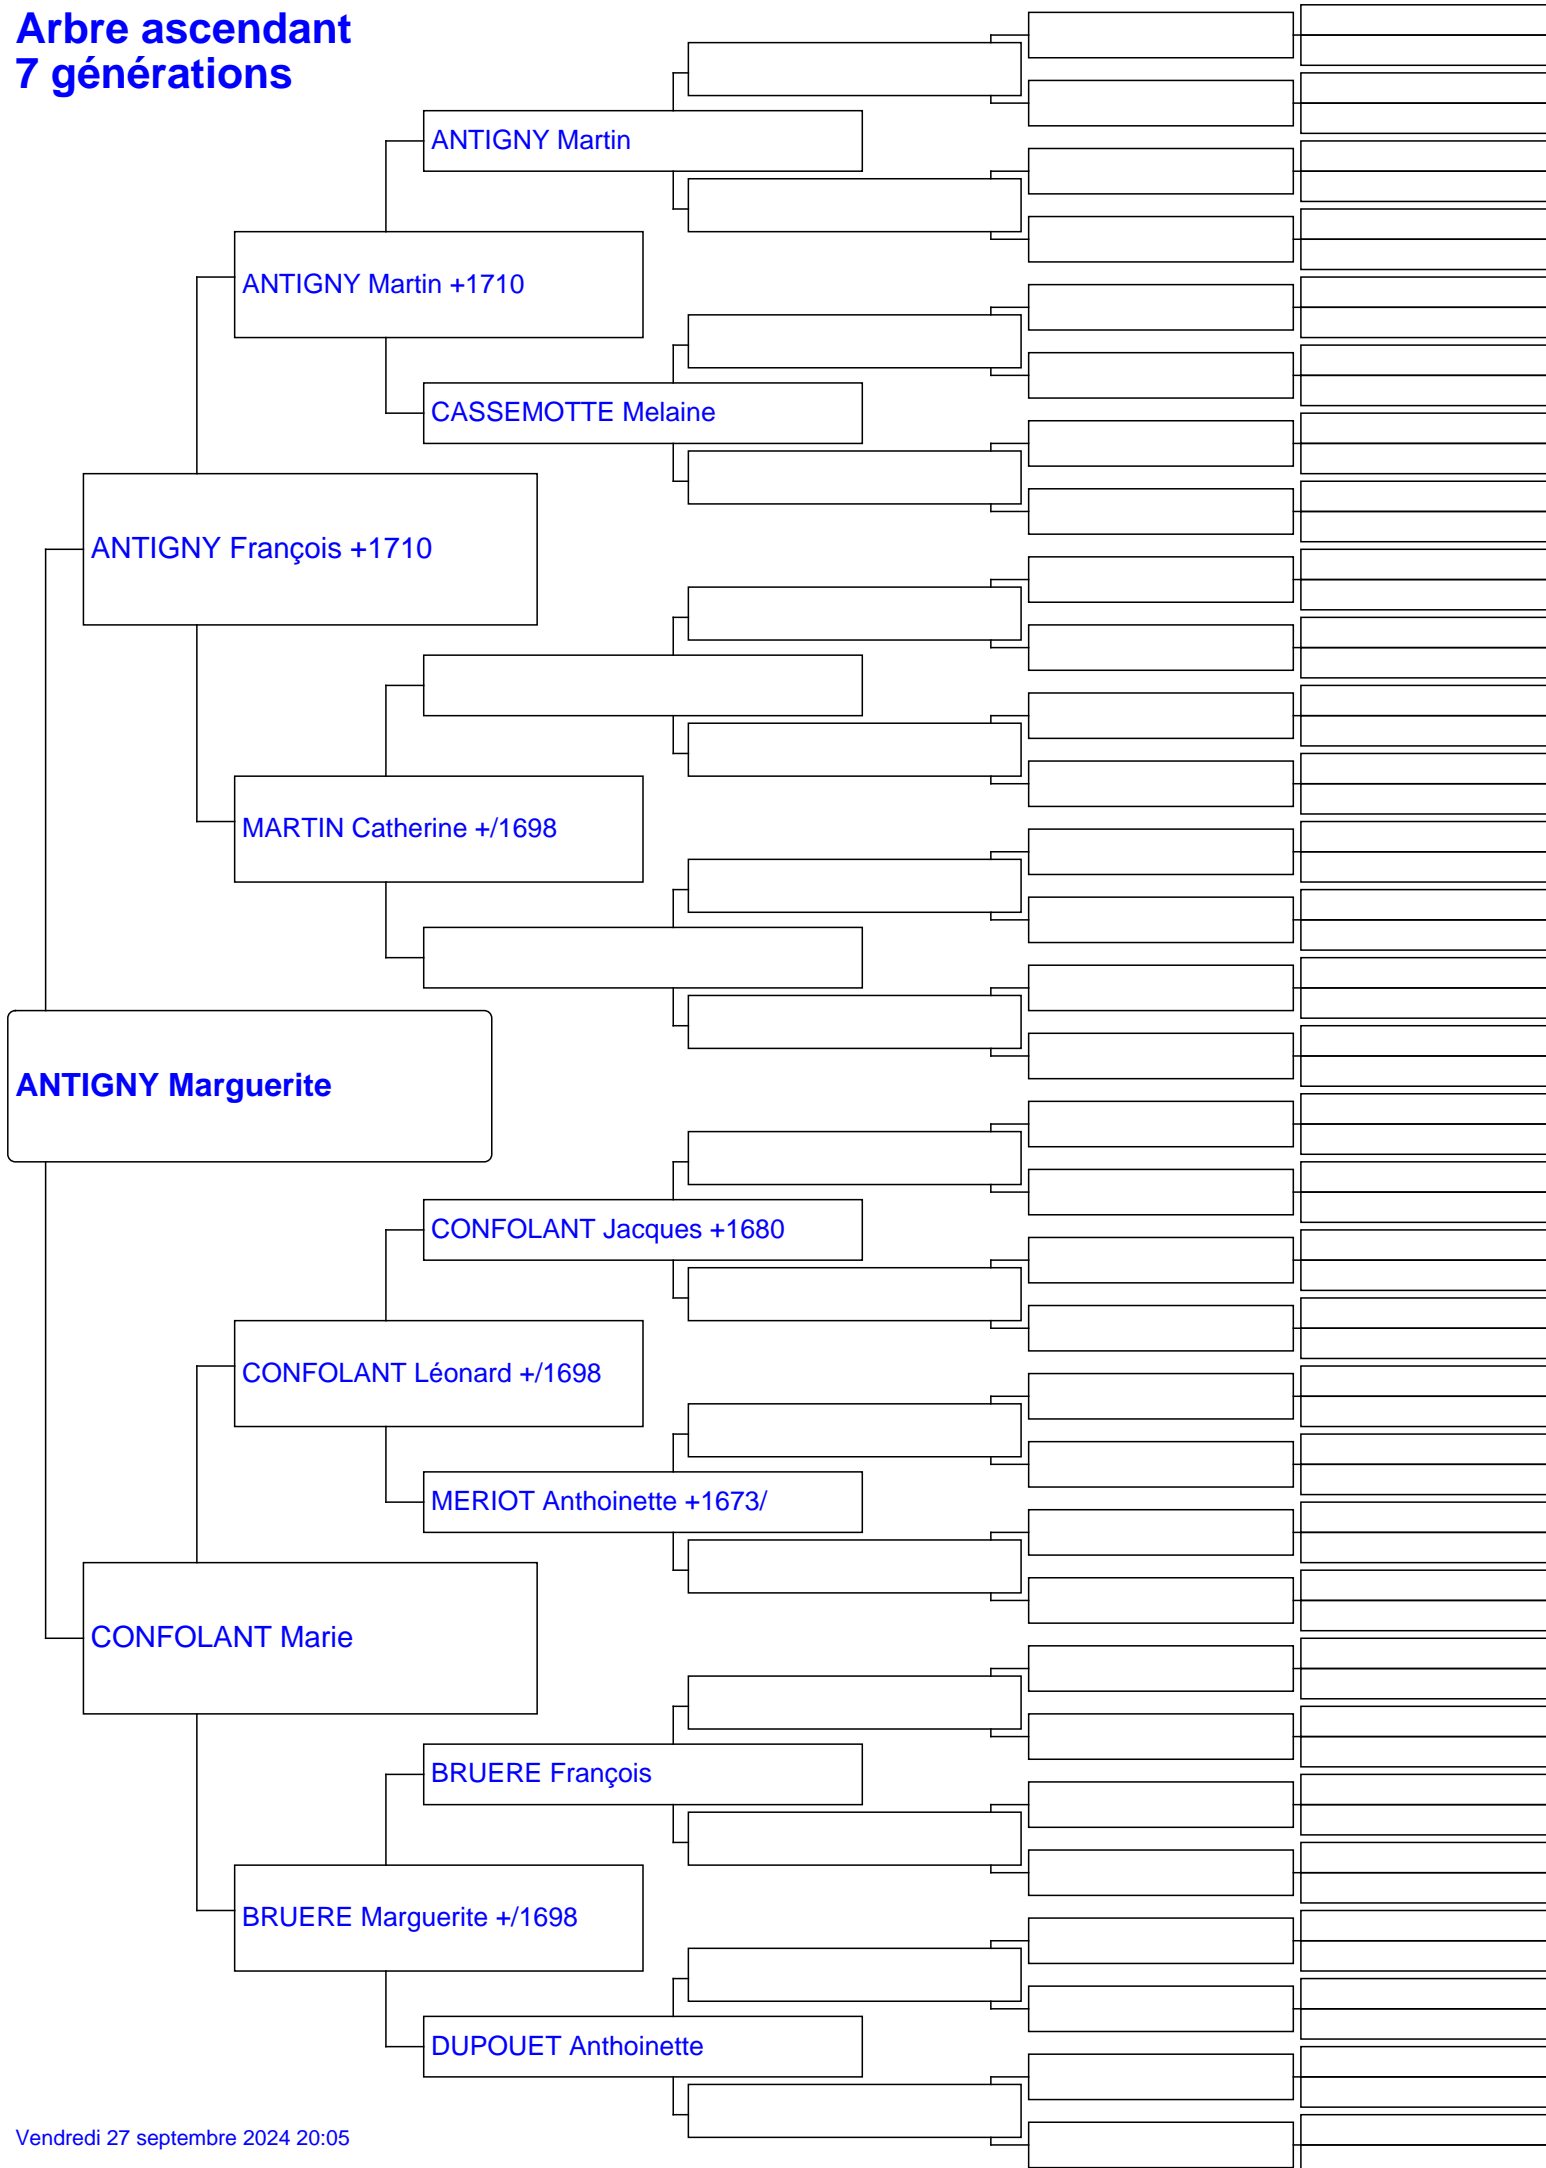 Arbre ascendant
7 générations
ANTIGNY Martin
ANTIGNY Martin +1710
CASSEMOTTE Melaine
ANTIGNY François +1710
MARTIN Catherine +/1698
ANTIGNY Marguerite
CONFOLANT Jacques +1680
CONFOLANT Léonard +/1698
MERIOT Anthoinette +1673/
CONFOLANT Marie
BRUERE François
BRUERE Marguerite +/1698
DUPOUET Anthoinette
Vendredi 27 septembre 2024 20:05